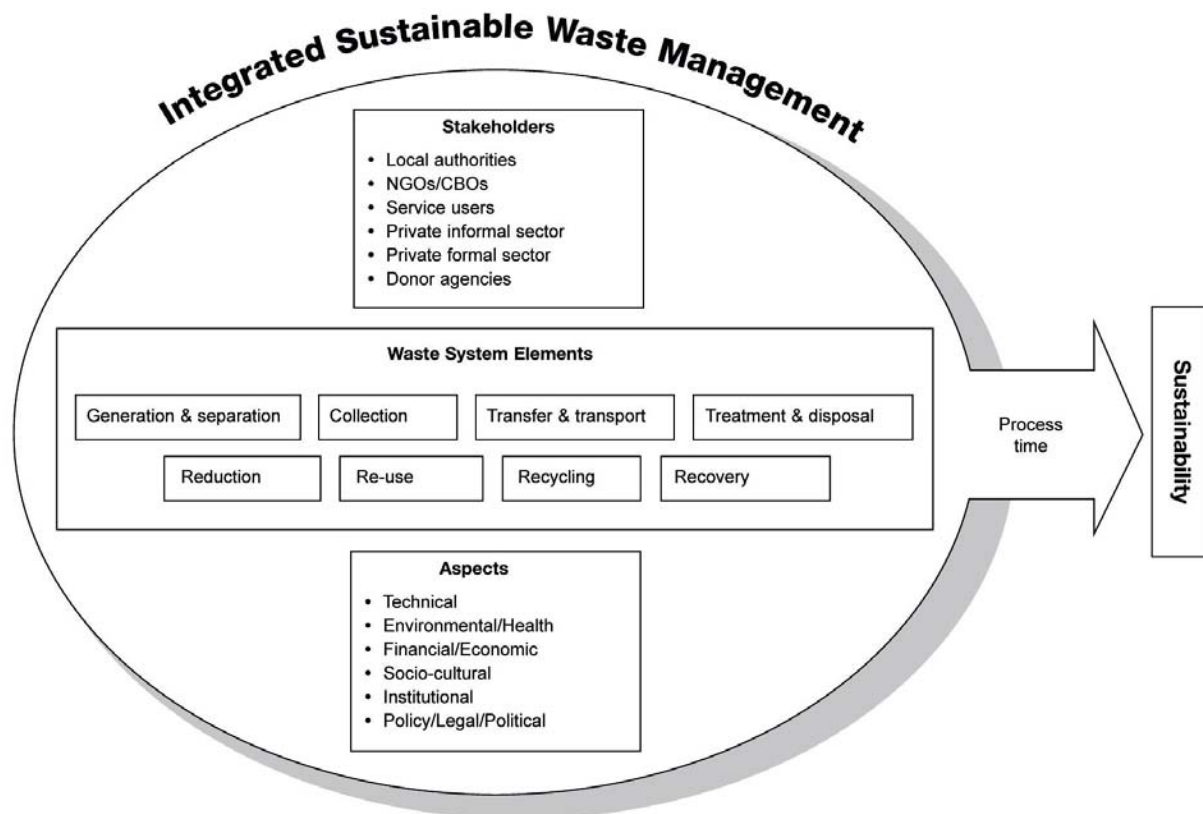 Integrated Sustainable Waste Management
Stakeholders
• Local authorities
• NGOs/CBOs
• Service users
• Private informal sector
• Private formal sector
• Donor agencies
Waste System Elements
Generation & separation
Collection
Transfer & transport
Treatment & disposal
Reduction
Re-use
Recycling
Recovery
Aspects
• Technical
• Environmental/Health
• Financial/Economic
• Socio-cultural
• Institutional
• Policy/Legal/Political
Process
time
Sustainability